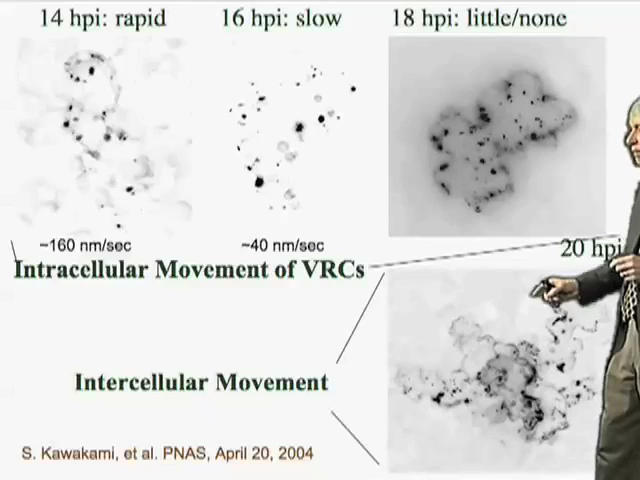 14 hpi: rapid
16 hpi: slow
18 hpi: little/none
~160 nm/sec
~40 nm/sec
20 hpi
Intracellular Movement of VRCs
Intercellular Movement
S. Kawakami, et al. PNAS, April 20, 2004